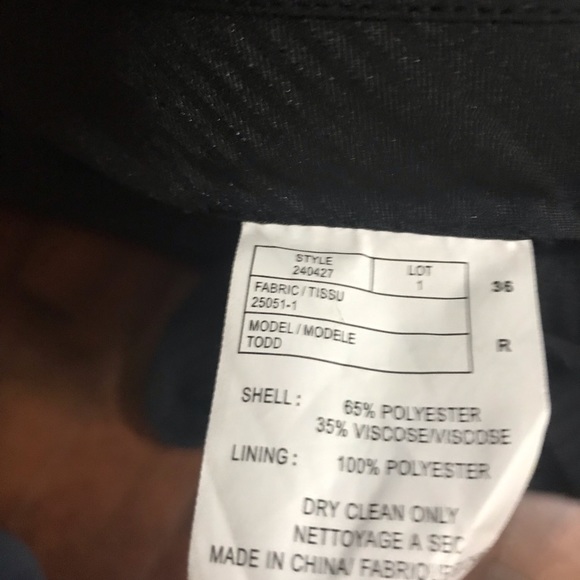 STYLE
240427
LOT
1
36
FABRIC/TISSU
25051-1
MODEL/MODELE
TODD
R
SHELL: 65% POLYESTER
35% VISCOSE/VISCOSE
LINING: 100% POLYESTER
DRY CLEAN ONLY
NETTOYAGE A SEC
MADE IN CHINA/